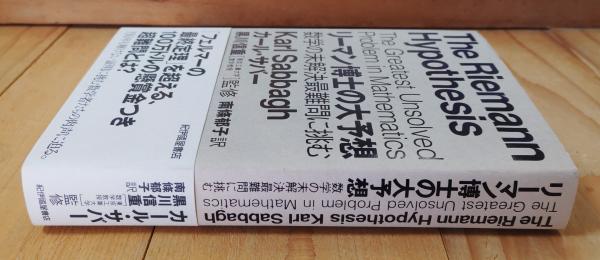 The Riemann
Hypothesis
The Greatest Unsolved
Problem in Mathematics
リーマン博士の大予想
数学の未解決最難問に挑む
Karl Sabbagh
カール・サバー
黒川信重 監修
南條郁子 訳
フェルマーの
最終定理を超える、
100万ドルの懸賞金つき
超難問とは?
紀伊國屋書店
リーマン博士の大予想
数学の未解決最難問に挑む
The Riemann Hypothesis Karl Sabbagh
The Greatest Unsolved Problem in Mathematics
カール・サバー
黒川信重 監修
南條郁子 訳
紀伊國屋書店